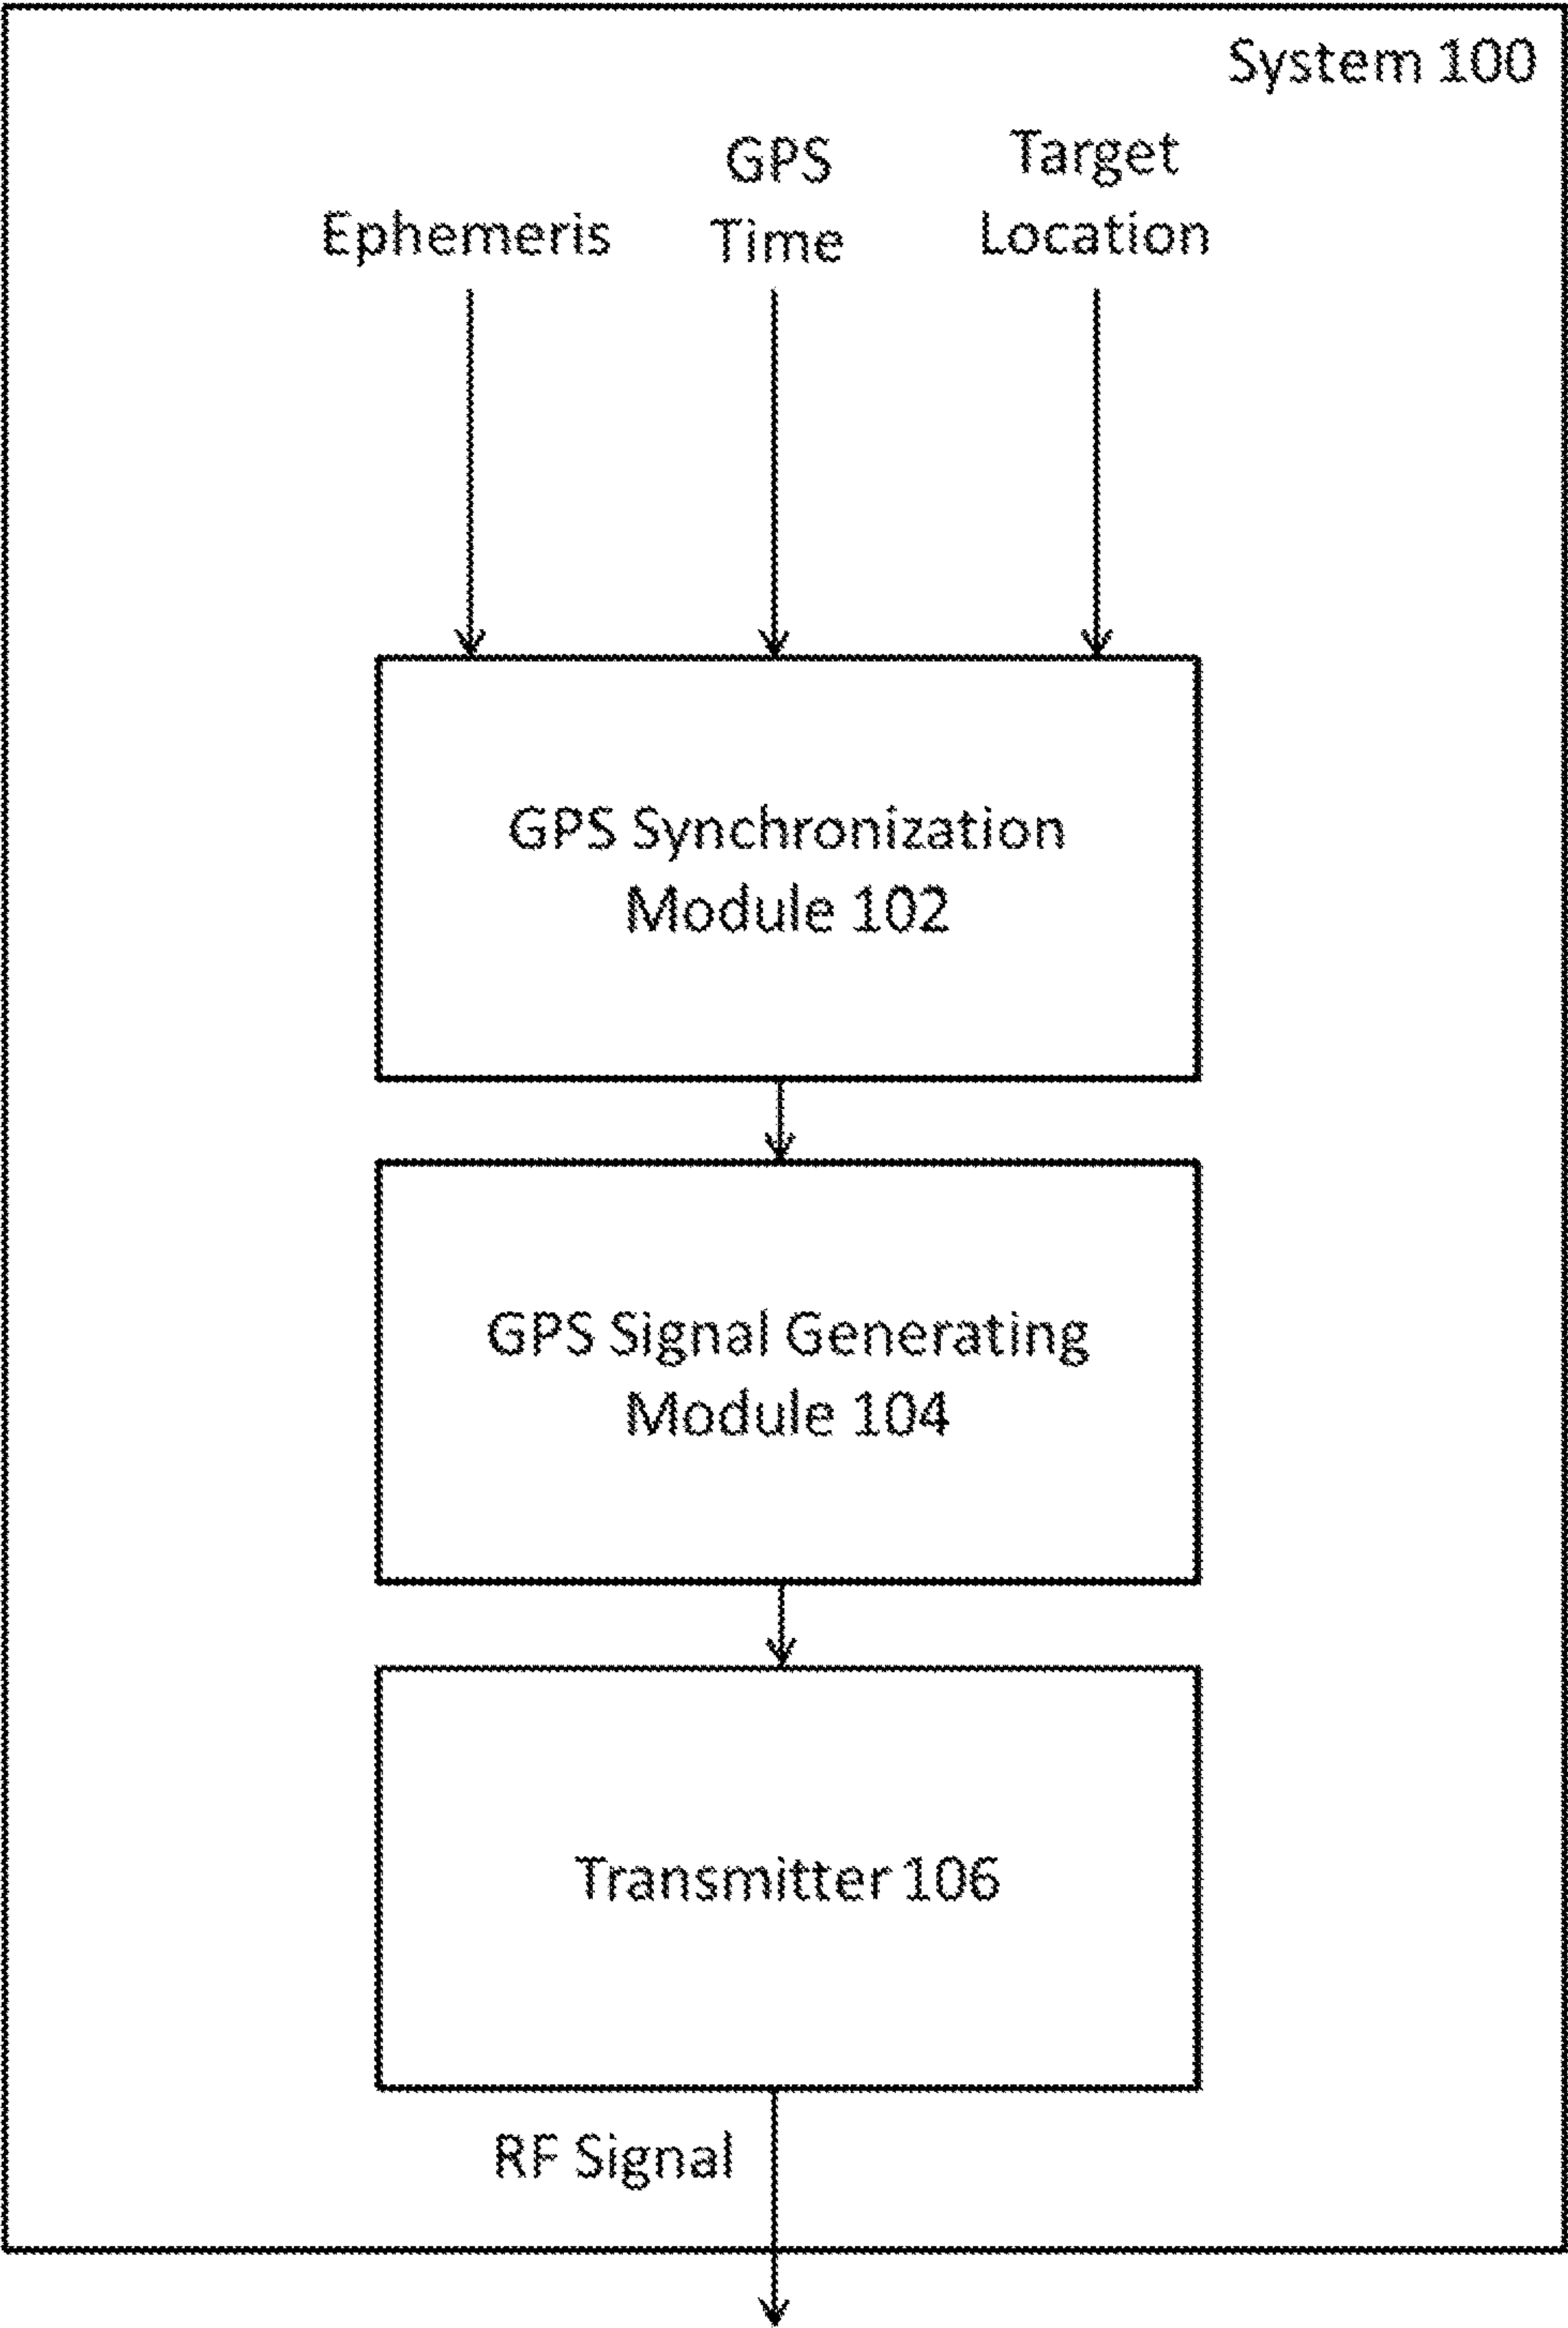 System 100
Ephemeris
GPS
Time
Target
Location
GPS Synchronization
Module 102
GPS Signal Generating
Module 104
Transmitter 106
RF Signal